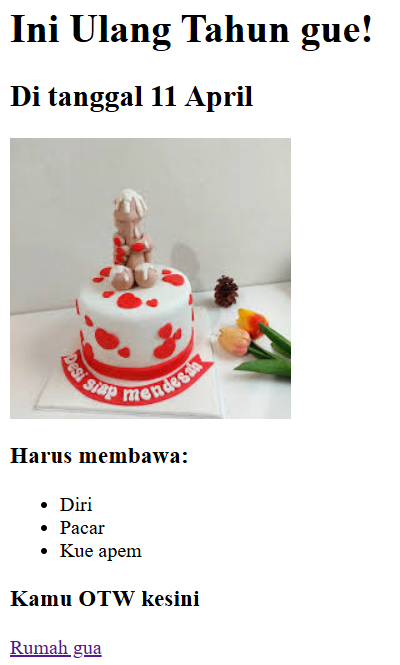 Ini Ulang Tahun gue!
Di tanggal 11 April
Desi siap mendesah
Harus membawa:
Diri
Pacar
Kue apem
Kamu OTW kesini
Rumah gua